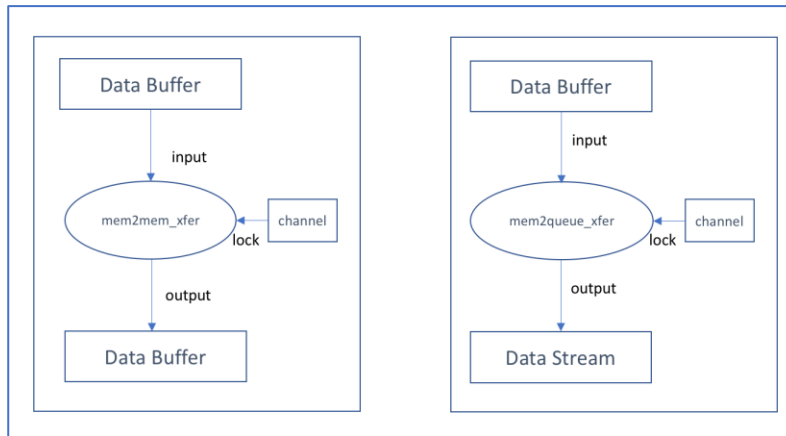 Data Buffer
input
mem2mem_xfer
channel
lock
output
Data Buffer
Data Buffer
input
mem2queue_xfer
channel
lock
output
Data Stream